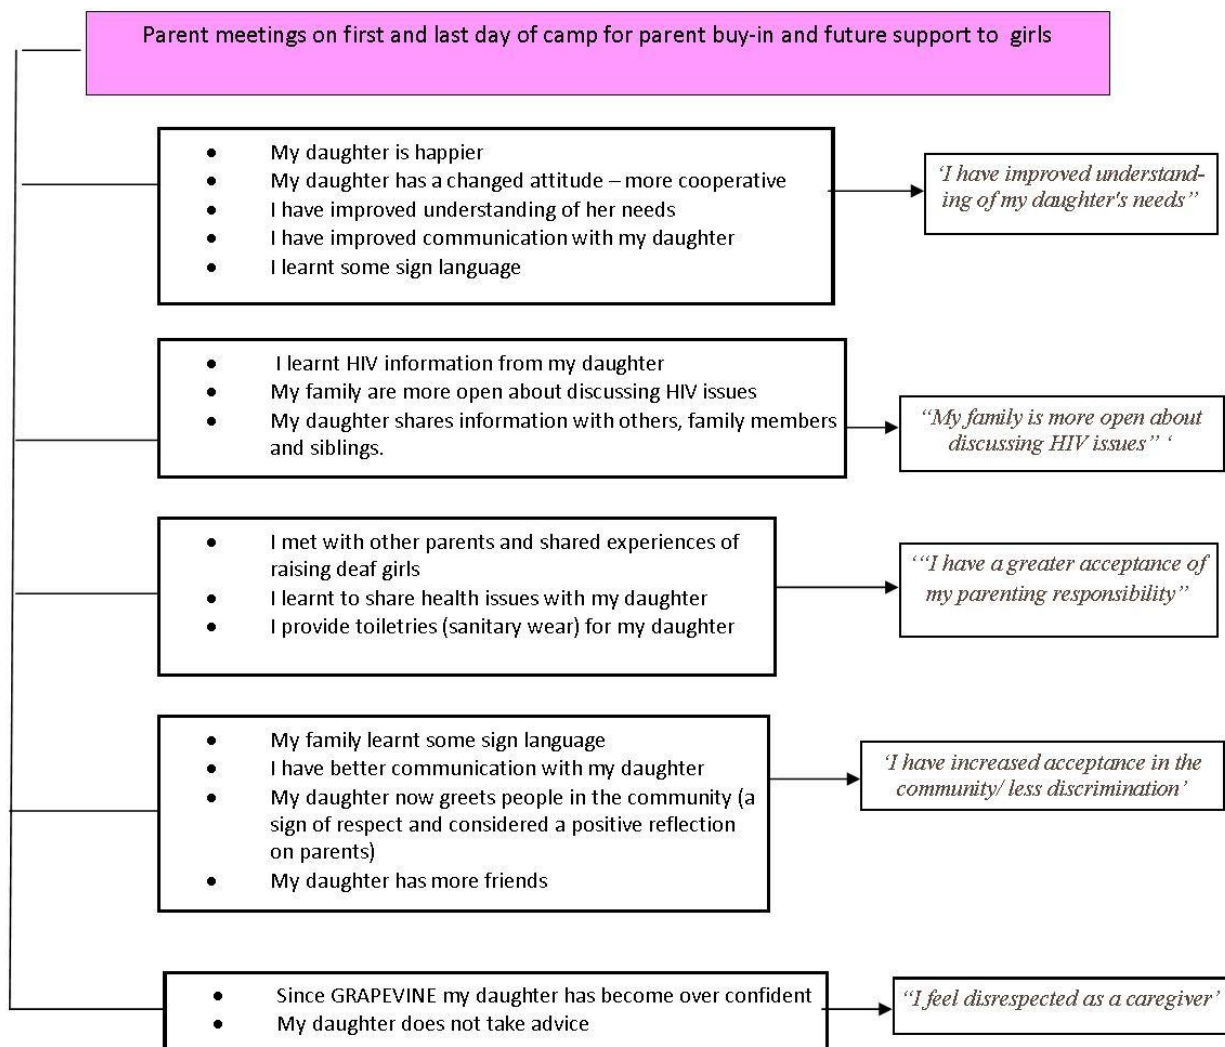 Parent meetings on first and last day of camp for parent buy-in and future support to girls
• My daughter is happier
• My daughter has a changed attitude – more cooperative
• I have improved understanding of her needs
• I have improved communication with my daughter
• I learnt some sign language
‘I have improved understand-
ing of my daughter's needs”
• I learnt HIV information from my daughter
• My family are more open about discussing HIV issues
• My daughter shares information with others, family members
and siblings.
“My family is more open about
discussing HIV issues” ‘
• I met with other parents and shared experiences of
raising deaf girls
• I learnt to share health issues with my daughter
• I provide toiletries (sanitary wear) for my daughter
‘“I have a greater acceptance of
my parenting responsibility”
• My family learnt some sign language
• I have better communication with my daughter
• My daughter now greets people in the community (a
sign of respect and considered a positive reflection
on parents)
• My daughter has more friends
‘I have increased acceptance in the
community/ less discrimination’
• Since GRAPEVINE my daughter has become over confident
• My daughter does not take advice
“I feel disrespected as a caregiver’